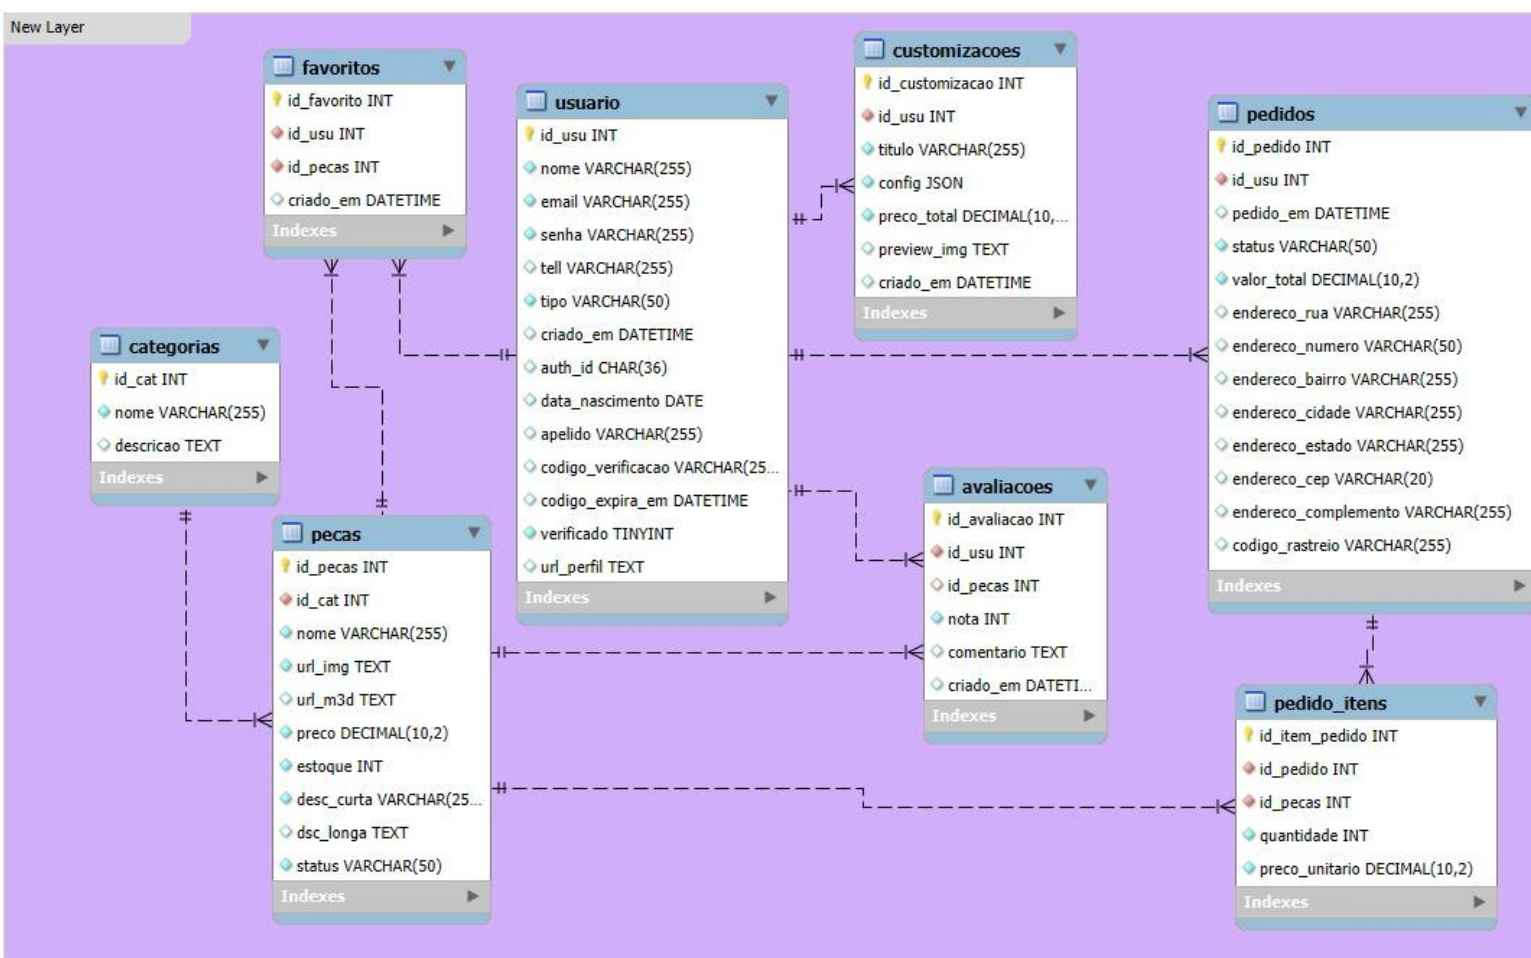 New Layer
favoritos
id_favorito INT
id_usu INT
id_pecas INT
criado_em DATETIME
Indexes
usuario
id_usu INT
nome VARCHAR(255)
email VARCHAR(255)
senha VARCHAR(255)
tell VARCHAR(255)
tipo VARCHAR(50)
criado_em DATETIME
auth_id CHAR(36)
data_nascimento DATE
apelido VARCHAR(255)
codigo_verificacao VARCHAR(25...
codigo_expira_em DATETIME
verificado TINYINT
url_perfil TEXT
Indexes
customizacoes
id_customizacao INT
id_usu INT
titulo VARCHAR(255)
config JSON
preco_total DECIMAL(10,...
preview_img TEXT
criado_em DATETIME
Indexes
pedidos
id_pedido INT
id_usu INT
pedido_em DATETIME
status VARCHAR(50)
valor_total DECIMAL(10,2)
endereco_rua VARCHAR(255)
endereco_numero VARCHAR(50)
endereco_bairro VARCHAR(255)
endereco_cidade VARCHAR(255)
endereco_estado VARCHAR(255)
endereco_cep VARCHAR(20)
endereco_complemento VARCHAR(255)
codigo_rastreio VARCHAR(255)
Indexes
categorias
id_cat INT
nome VARCHAR(255)
descricao TEXT
Indexes
pecas
id_pecas INT
id_cat INT
nome VARCHAR(255)
url_img TEXT
url_m3d TEXT
preco DECIMAL(10,2)
estoque INT
desc_curta VARCHAR(25...
dsc_longa TEXT
status VARCHAR(50)
Indexes
avaliacoes
id_avaliacao INT
id_usu INT
id_pecas INT
nota INT
comentario TEXT
criado_em DATETI...
Indexes
pedido_itens
id_item_pedido INT
id_pedido INT
id_pecas INT
quantidade INT
preco_unitario DECIMAL(10,2)
Indexes